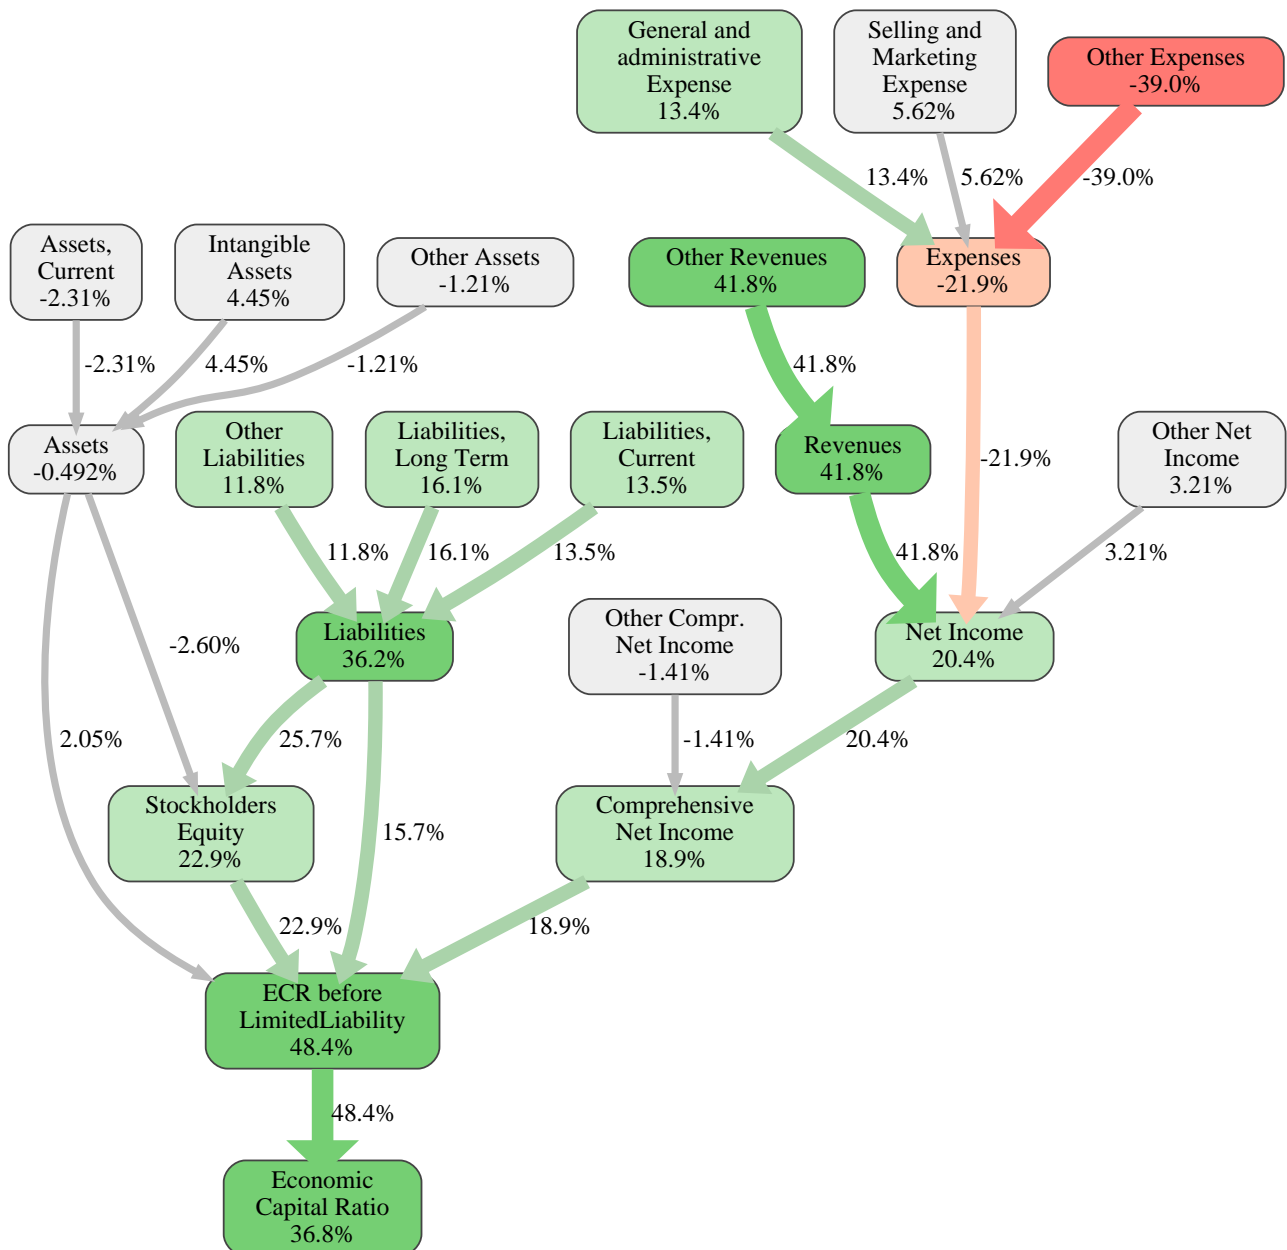 General and
administrative
Expense
13.4%
Selling and
Marketing
Expense
5.62%
Other Expenses
-39.0%
13.4%
5.62%
-39.0%
Assets,
Current
-2.31%
Intangible
Assets
4.45%
Other Assets
-1.21%
Other Revenues
41.8%
Expenses
-21.9%
-2.31%
4.45%
-1.21%
41.8%
Assets
-0.492%
Other
Liabilities
11.8%
Liabilities,
Long Term
16.1%
Liabilities,
Current
13.5%
Revenues
41.8%
-21.9%
Other Net
Income
3.21%
11.8%
16.1%
13.5%
41.8%
3.21%
Liabilities
36.2%
Other Compr.
Net Income
-1.41%
Net Income
20.4%
-2.60%
2.05%
25.7%
-1.41%
20.4%
Stockholders
Equity
22.9%
15.7%
Comprehensive
Net Income
18.9%
22.9%
18.9%
ECR before
LimitedLiability
48.4%
48.4%
Economic
Capital Ratio
36.8%